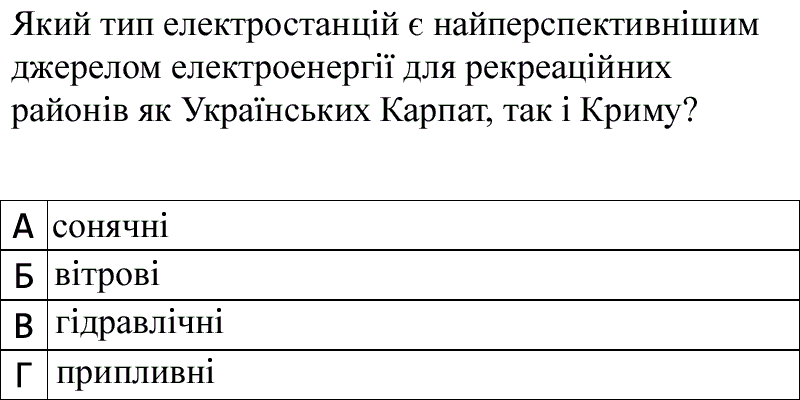 Який тип електростанцій є найперспективнішим
джерелом електроенергії для рекреаційних
районів як Українських Карпат, так і Криму?
А сонячні
Б вітрові
В гідравлічні
Г припливні